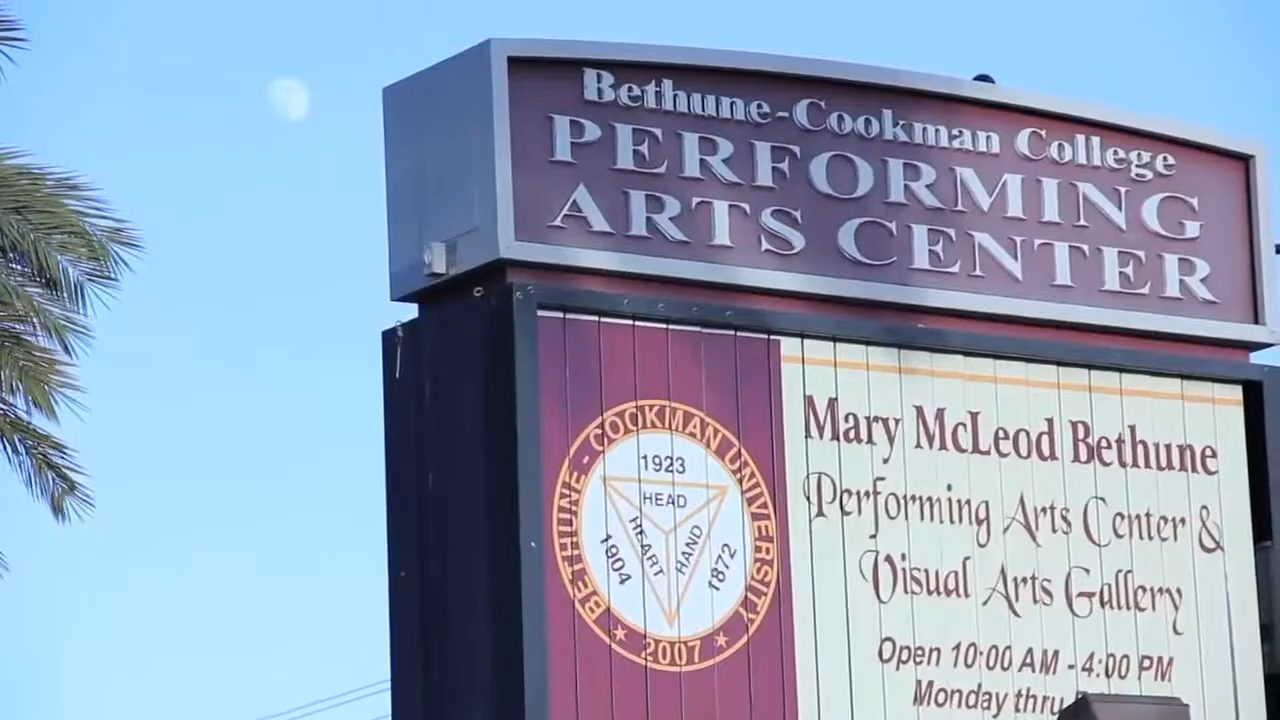 Bethune-Cookman College
PERFORMING
ARTS CENTER
BETHUNE - COOKMAN UNIVERSITY
1923
HEAD
HEART
HAND
1904
1872
★ 2007 ★
Mary McLeod Bethune
Performing Arts Center &
Visual Arts Gallery
Open 10:00 AM - 4:00 PM
Monday thru